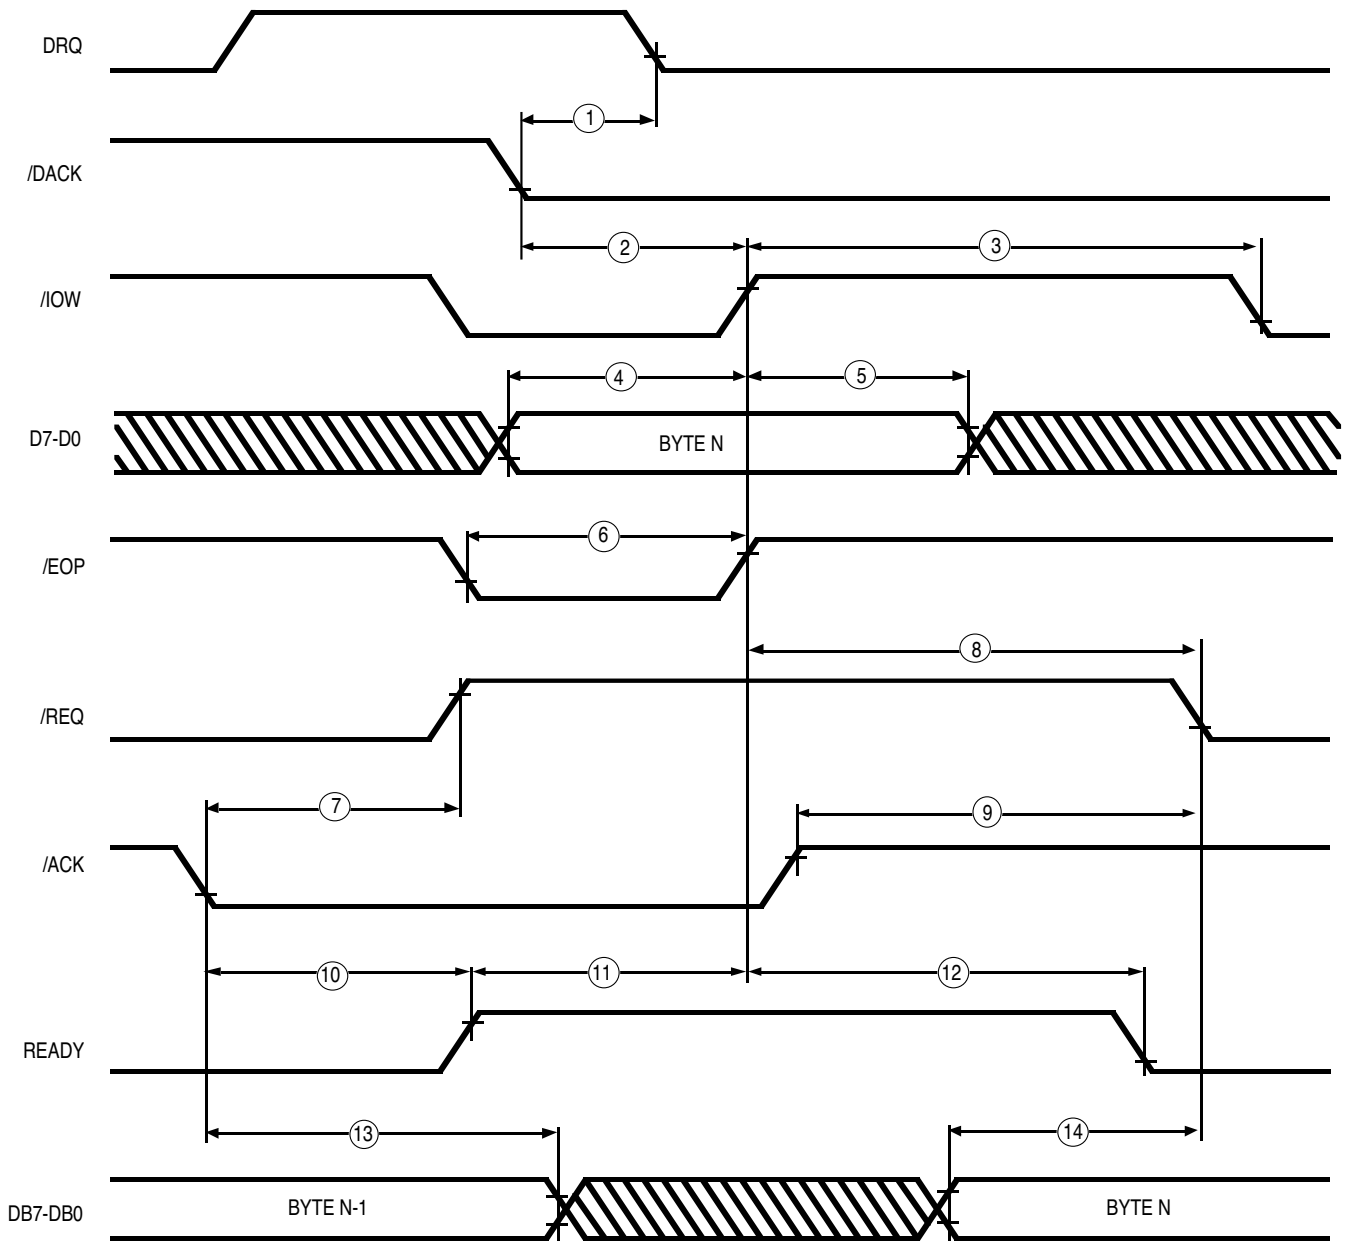 DRQ
1
/DACK
2
3
/IOW
4
5
D7-D0
BYTE N
6
/EOP
8
/REQ
7
9
/ACK
10
11
12
READY
13
14
DB7-DB0
BYTE N-1
BYTE N